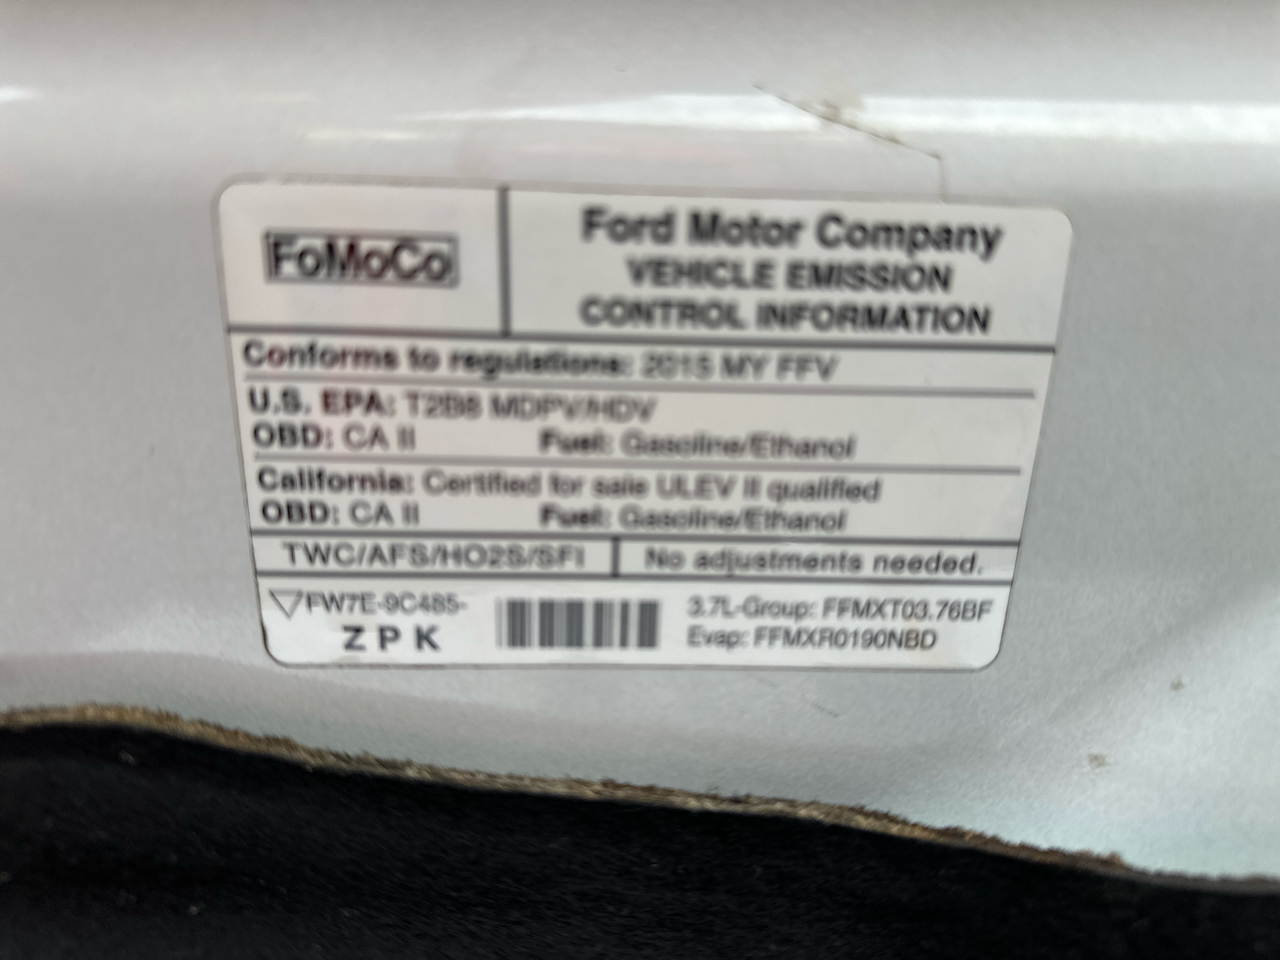 FoMoCo
Ford Motor Company
VEHICLE EMISSION
CONTROL INFORMATION
Conforms to regulations: 2015 MY FFV
U.S. EPA: T2B8 MDPV/HDV
OBD: CA II Fuel: Gasoline/Ethanol
California: Certified for sale ULEV II qualified
OBD: CA II Fuel: Gasoline/Ethanol
TWC/AFS/HO2S/SFI No adjustments needed.
FW7E-9C485-
ZPK
3.7L-Group: FFMXT03.76BF
Evap: FFMXR0190NBD